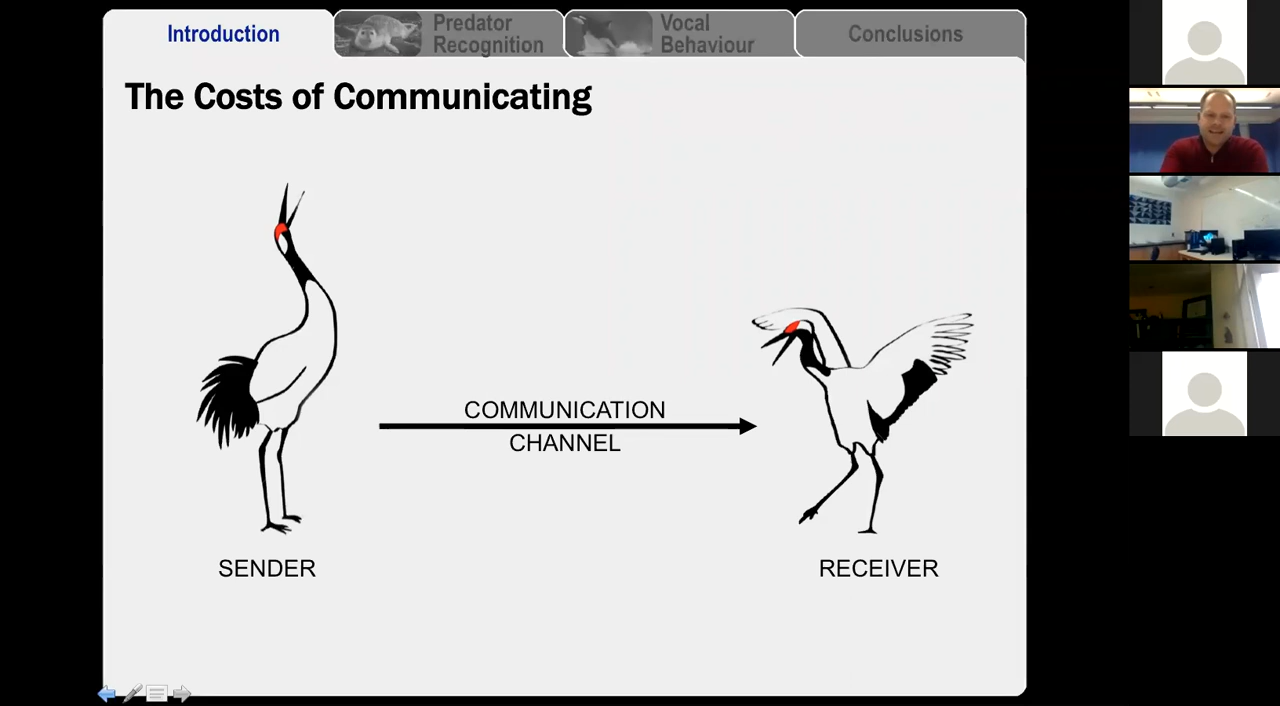 Introduction
Predator
Recognition
Vocal
Behaviour
Conclusions
The Costs of Communicating
COMMUNICATION
CHANNEL
SENDER
RECEIVER